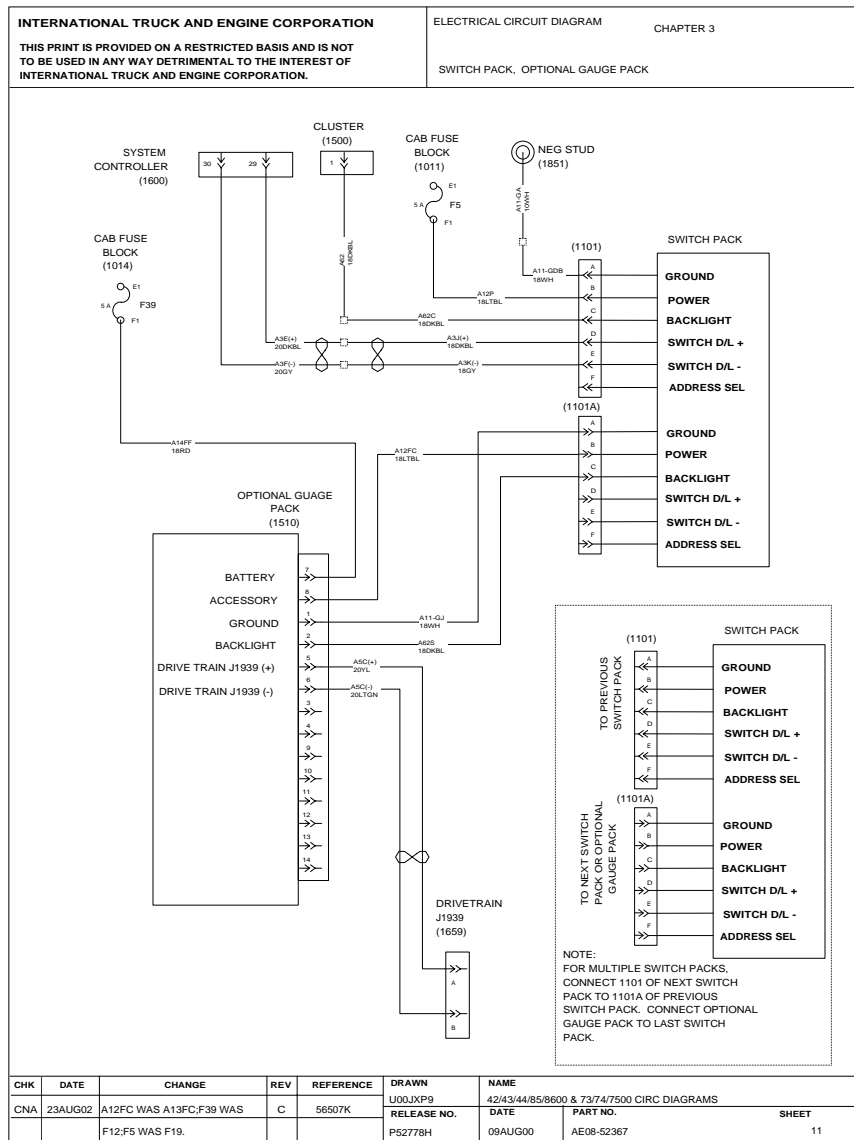 INTERNATIONAL TRUCK AND ENGINE CORPORATION
THIS PRINT IS PROVIDED ON A RESTRICTED BASIS AND IS NOT
TO BE USED IN ANY WAY DETRIMENTAL TO THE INTEREST OF
INTERNATIONAL TRUCK AND ENGINE CORPORATION.
ELECTRICAL CIRCUIT DIAGRAM
CHAPTER 3
SWITCH PACK, OPTIONAL GAUGE PACK
SYSTEM
CONTROLLER
(1600)
30
29
CLUSTER
(1500)
1
CAB FUSE
BLOCK
(1011)
E1
5 A
F5
F1
NEG STUD
(1851)
A11-GA
10WH
CAB FUSE
BLOCK
(1014)
E1
5 A
F39
F1
A62
18DKBL
A11-GDB
18WH
A12P
18LTBL
A62C
18DKBL
A3E(+)
20DKBL
A3J(+)
18DKBL
A3F(-)
20GY
A3K(-)
18GY
(1101)
SWITCH PACK
A
GROUND
B
POWER
C
BACKLIGHT
D
SWITCH D/L +
E
SWITCH D/L -
F
ADDRESS SEL
(1101A)
A
GROUND
B
POWER
C
BACKLIGHT
D
SWITCH D/L +
E
SWITCH D/L -
F
ADDRESS SEL
A14FF
18RD
A12FC
18LTBL
OPTIONAL GUAGE
PACK
(1510)
BATTERY
7
ACCESSORY
8
GROUND
1
BACKLIGHT
2
DRIVE TRAIN J1939 (+)
5
DRIVE TRAIN J1939 (-)
6
3
4
9
10
11
12
13
14
A11-GJ
18WH
A62S
18DKBL
A5C(+)
20YL
A5C(-)
20LTGN
DRIVETRAIN
J1939
(1659)
A
B
(1101)
SWITCH PACK
TO PREVIOUS
SWITCH PACK
A
GROUND
B
POWER
C
BACKLIGHT
D
SWITCH D/L +
E
SWITCH D/L -
F
ADDRESS SEL
(1101A)
TO NEXT SWITCH
PACK OR OPTIONAL
GAUGE PACK
A
GROUND
B
POWER
C
BACKLIGHT
D
SWITCH D/L +
E
SWITCH D/L -
F
ADDRESS SEL
NOTE:
FOR MULTIPLE SWITCH PACKS,
CONNECT 1101 OF NEXT SWITCH
PACK TO 1101A OF PREVIOUS
SWITCH PACK. CONNECT OPTIONAL
GAUGE PACK TO LAST SWITCH
PACK.
CHK DATE CHANGE REV REFERENCE
CNA 23AUG02 A12FC WAS A13FC;F39 WAS C 56507K
F12;F5 WAS F19.
DRAWN
U00JXP9
RELEASE NO.
P52778H
NAME
42/43/44/85/8600 & 73/74/7500 CIRC DIAGRAMS
DATE
09AUG00
PART NO.
AE08-52367
SHEET
11